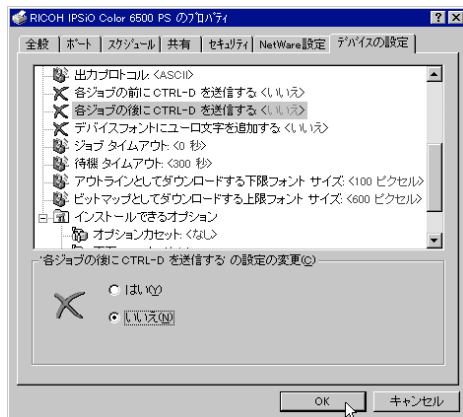 RICOH IPSiO Color 6500 PS のプロパティ
全般 ポート スケジュール 共有 セキュリティ NetWare設定 デバイスの設定
出力プロトコル: <ASCII>
各ジョブの前に CTRL-D を送信する: <いいえ>
各ジョブの後に CTRL-D を送信する: <いいえ>
デバイスフォントにユーロ文字を追加する: <いいえ>
ジョブ タイムアウト: <0 秒>
待機 タイムアウト: <300 秒>
アウトラインとしてダウンロードする下限フォント サイズ: <100 ピクセル>
ビットマップとしてダウンロードする上限フォント サイズ: <600 ピクセル>
インストールできるオプション
オプションカセット: <なし>
'各ジョブの後に CTRL-D を送信する' の設定の変更(C)
はい(Y)
いいえ(N)
OK キャンセル